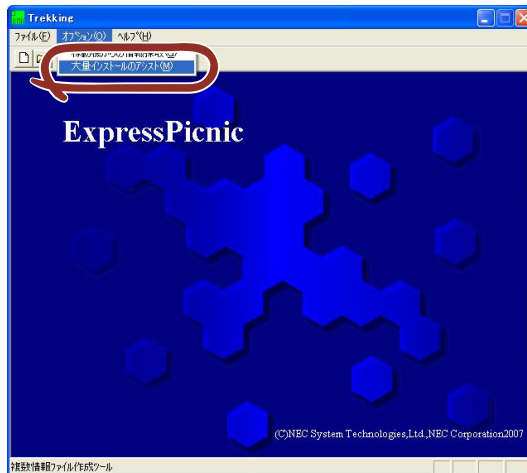 Trekking
ファイル(F) オプション(O) ヘルプ(H)
大量インストールのアシスト(M)
ExpressPicnic
(C)NEC System Technologies,Ltd.,NEC Corporation2007
複数情報ファイル作成ツール